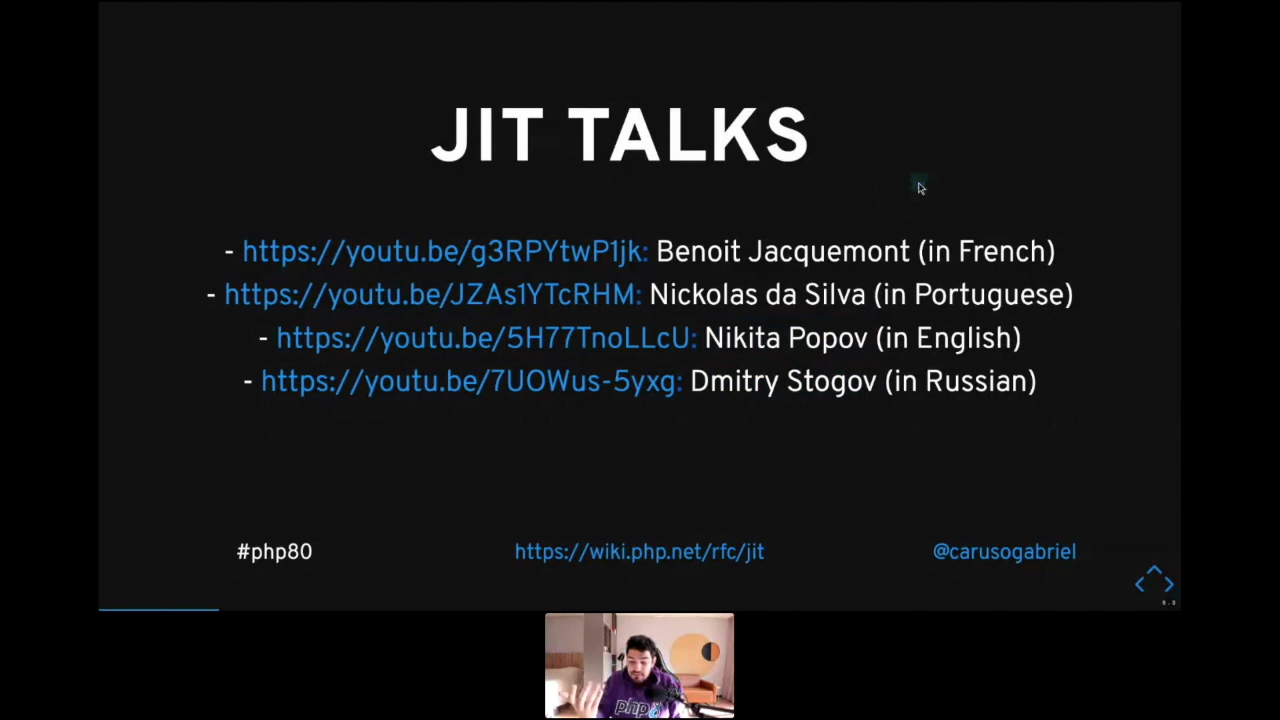 JIT TALKS
- https://youtu.be/g3RPYtwP1jk: Benoit Jacquemont (in French)
- https://youtu.be/JZAs1YTcRHM: Nickolas da Silva (in Portuguese)
- https://youtu.be/5H77TnoLLcU: Nikita Popov (in English)
- https://youtu.be/7UOWus-5yxg: Dmitry Stogov (in Russian)
#php80 https://wiki.php.net/rfc/jit @carusogabriel
php